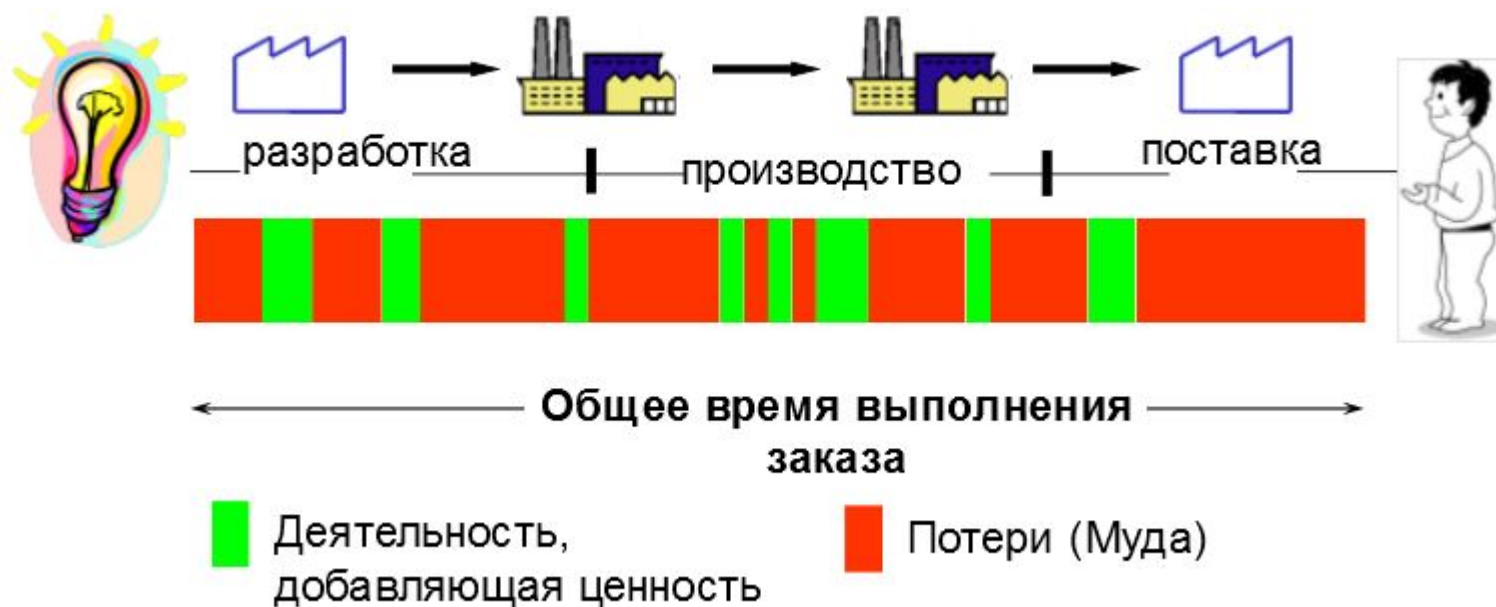 разработка
производство
поставка
Общее время выполнения
заказа
Деятельность,
добавляющая ценность
Потери (Муда)